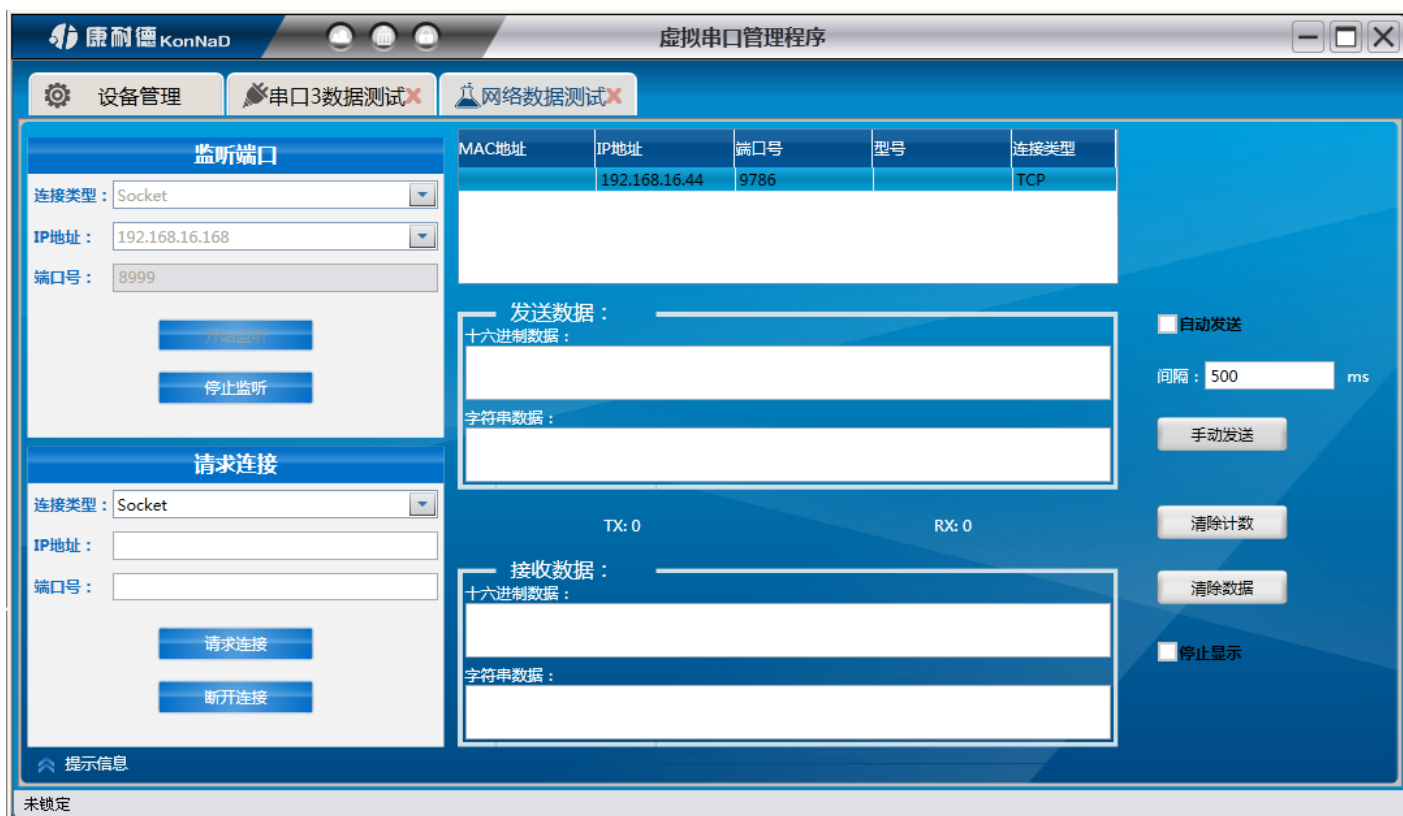 康耐德 KonNaD
虚拟串口管理程序
设备管理
串口3数据测试
网络数据测试
监听端口
连接类型：Socket
IP地址：192.168.16.168
端口号：8999
开始监听
停止监听
请求连接
连接类型：Socket
IP地址：
端口号：
请求连接
断开连接
MAC地址 IP地址 端口号 型号 连接类型
192.168.16.44 9786 TCP
发送数据：
十六进制数据：
字符串数据：
TX: 0 RX: 0
接收数据：
十六进制数据：
字符串数据：
自动发送
间隔：500 ms
手动发送
清除计数
清除数据
停止显示
提示信息
未锁定